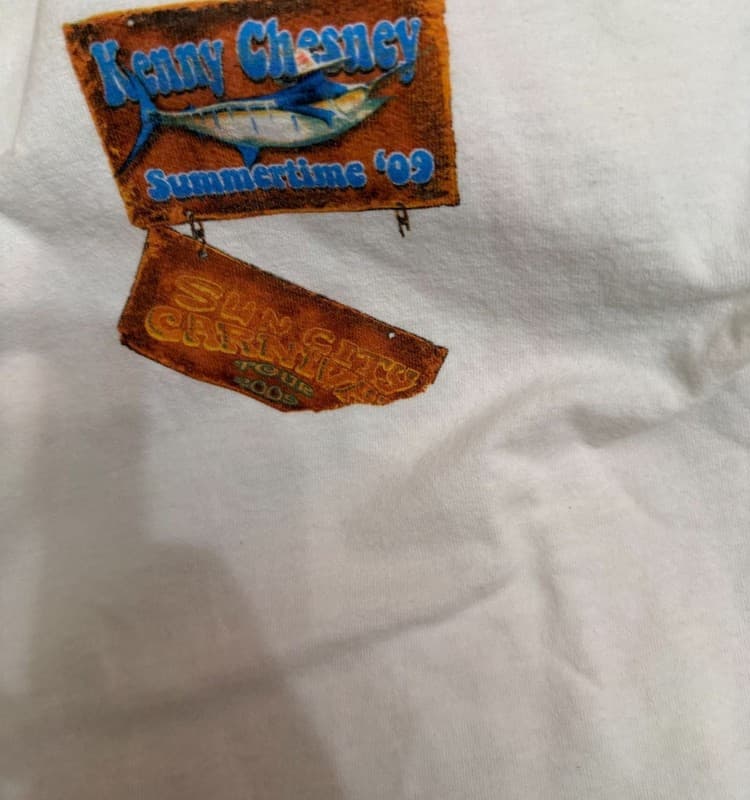 Kenny Chesney
Summertime '09
SUN CITY
CARNIVAL
TOUR
2009